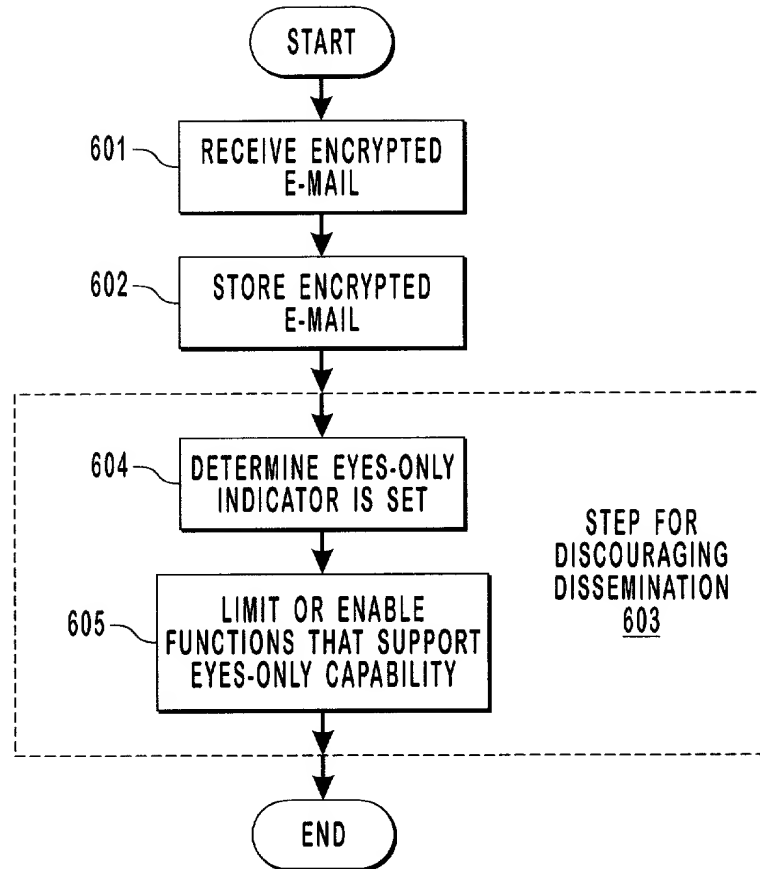 START
601
RECEIVE ENCRYPTED
E-MAIL
602
STORE ENCRYPTED
E-MAIL
604
DETERMINE EYES-ONLY
INDICATOR IS SET
STEP FOR
DISCOURAGING
DISSEMINATION
603
605
LIMIT OR ENABLE
FUNCTIONS THAT SUPPORT
EYES-ONLY CAPABILITY
END